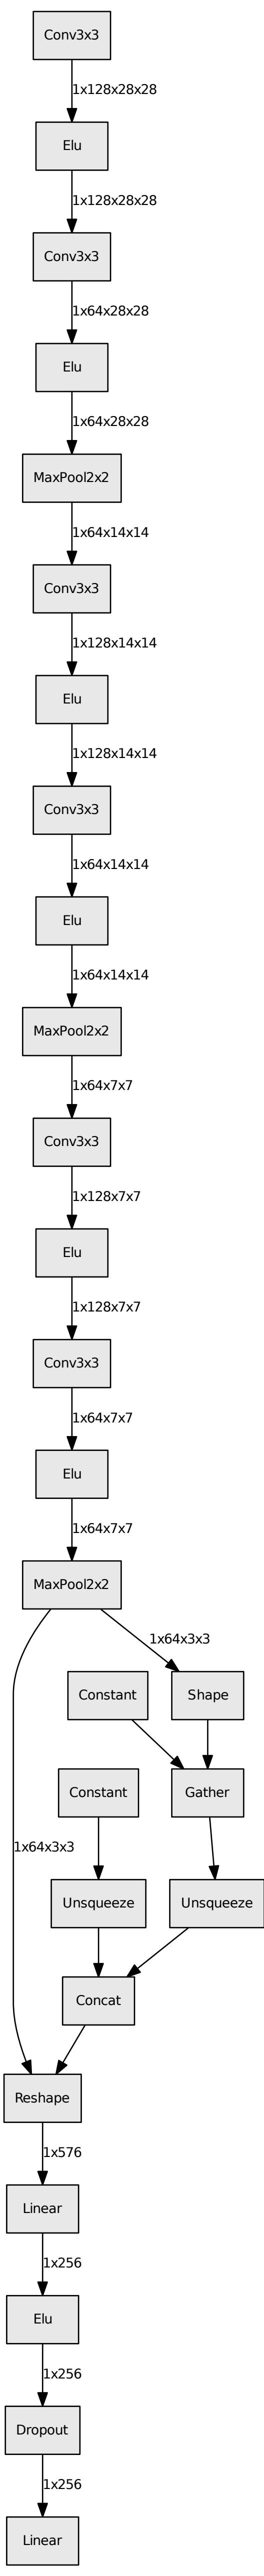 Conv3x3
1x128x28x28
Elu
1x128x28x28
Conv3x3
1x64x28x28
Elu
1x64x28x28
MaxPool2x2
1x64x14x14
Conv3x3
1x128x14x14
Elu
1x128x14x14
Conv3x3
1x64x14x14
Elu
1x64x14x14
MaxPool2x2
1x64x7x7
Conv3x3
1x128x7x7
Elu
1x128x7x7
Conv3x3
1x64x7x7
Elu
1x64x7x7
MaxPool2x2
1x64x3x3
Constant
Shape
Constant
Gather
1x64x3x3
Unsqueeze
Unsqueeze
Concat
Reshape
1x576
Linear
1x256
Elu
1x256
Dropout
1x256
Linear